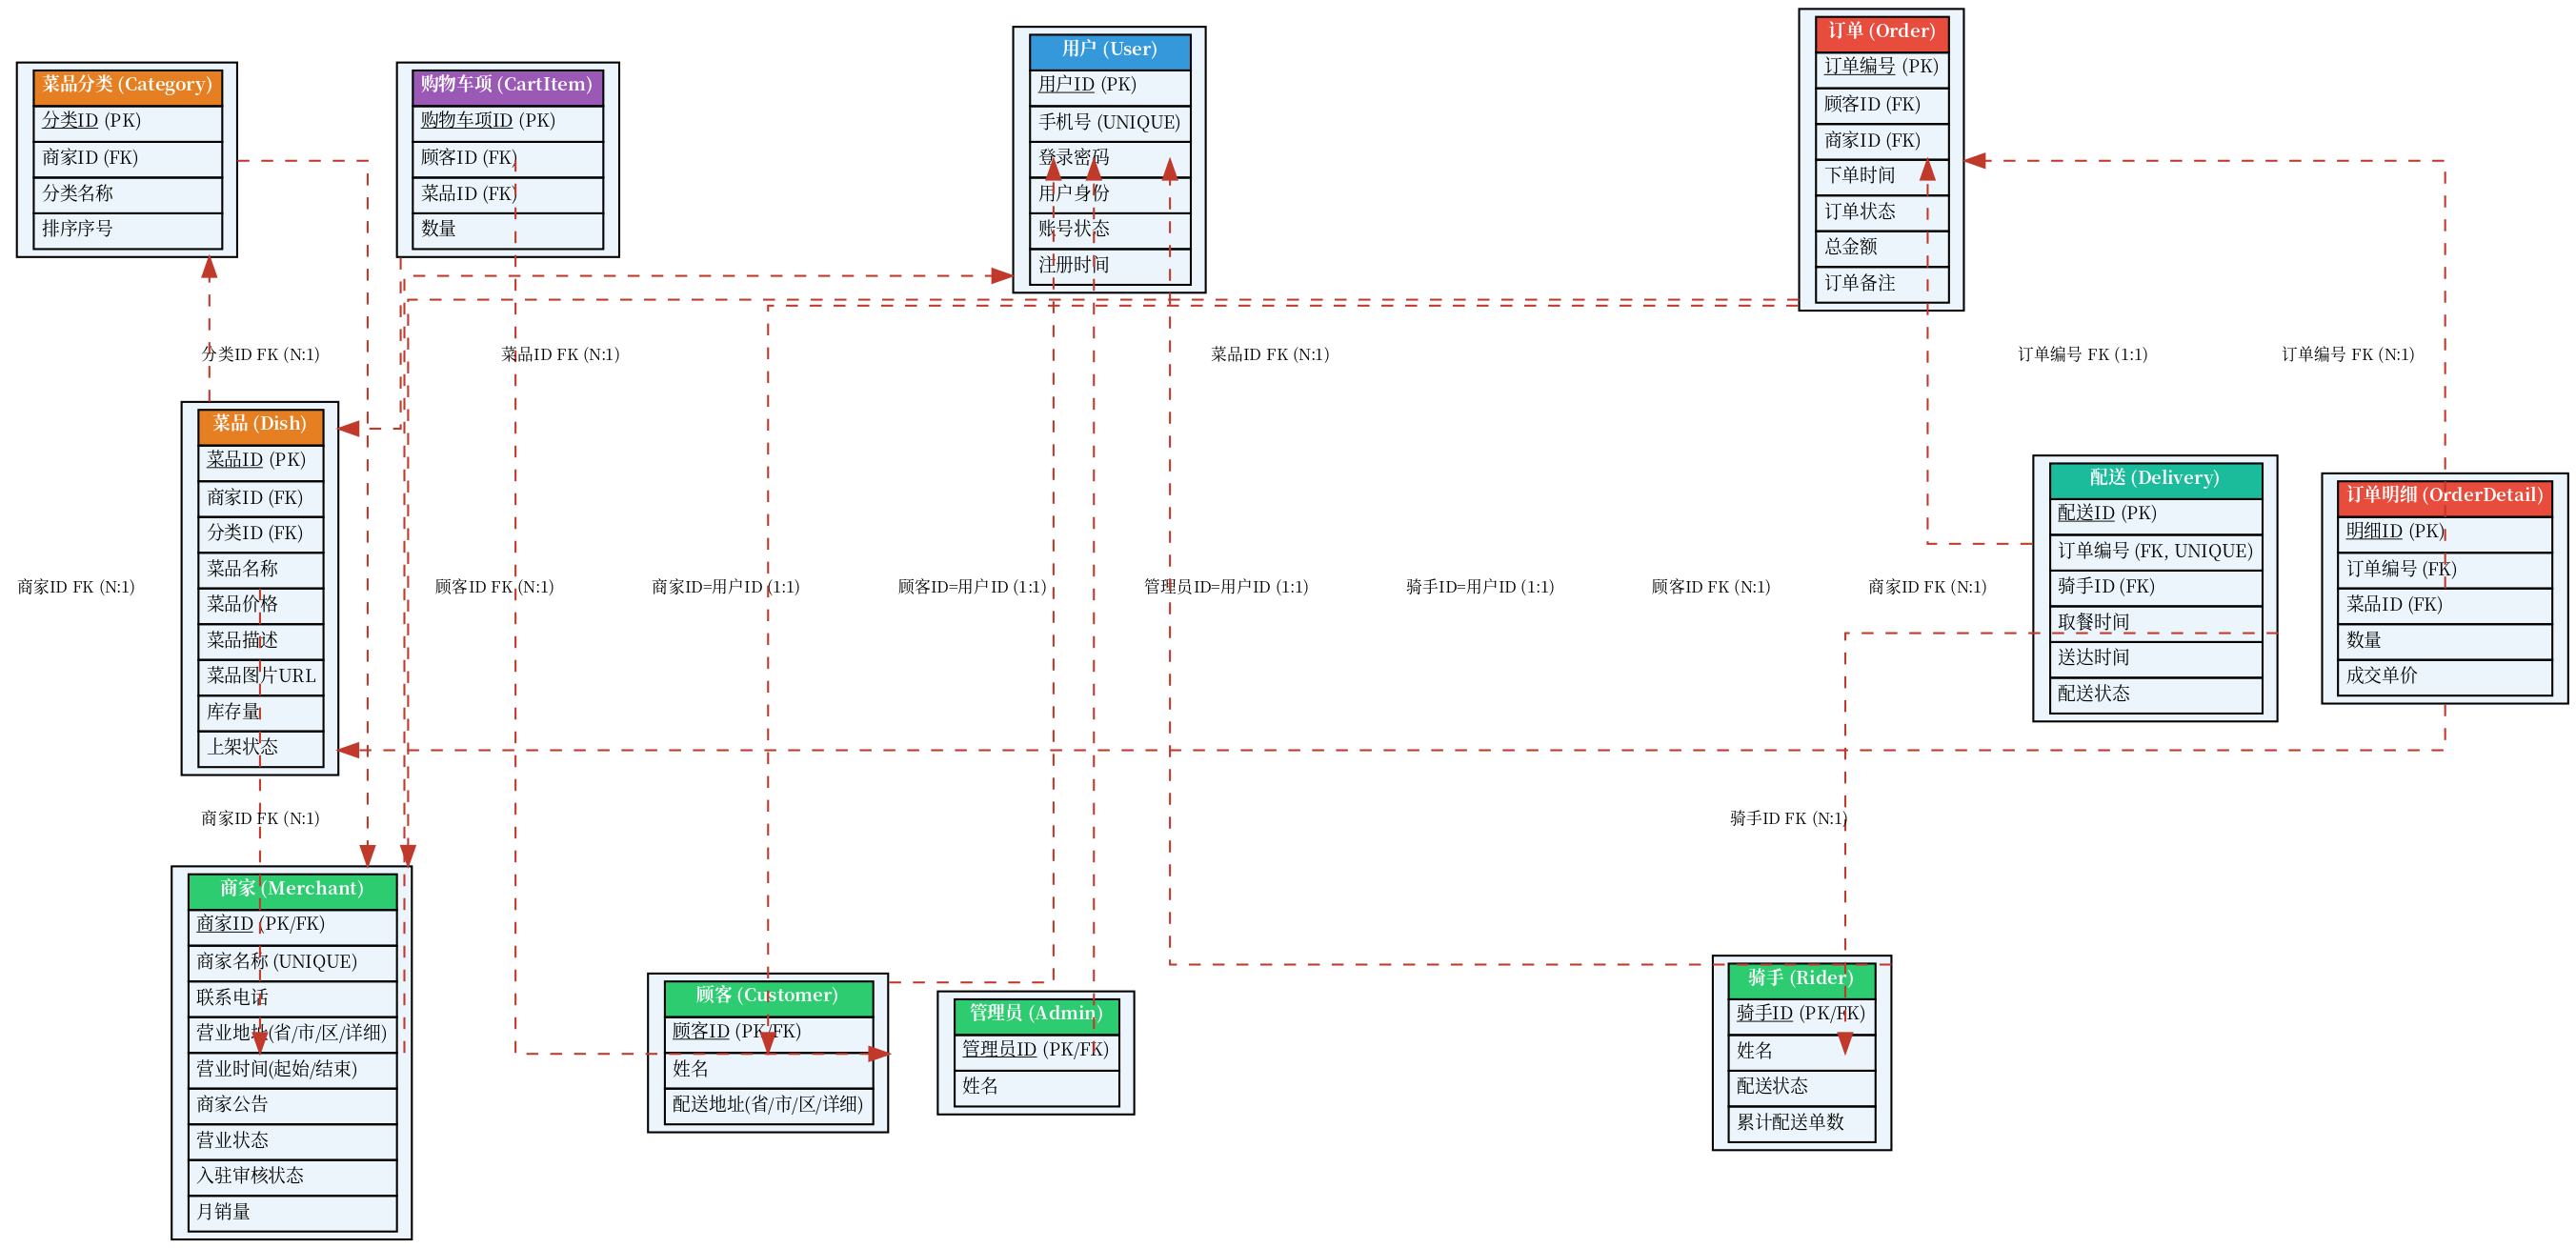 菜品分类 (Category)
分类ID (PK)
商家ID (FK)
分类名称
排序序号
购物车项 (CartItem)
购物车项ID (PK)
顾客ID (FK)
菜品ID (FK)
数量
用户 (User)
用户ID (PK)
手机号 (UNIQUE)
登录密码
用户身份
账号状态
注册时间
订单 (Order)
订单编号 (PK)
顾客ID (FK)
商家ID (FK)
下单时间
订单状态
总金额
订单备注
分类ID FK (N:1)
菜品ID FK (N:1)
菜品ID FK (N:1)
订单编号 FK (1:1)
订单编号 FK (N:1)
菜品 (Dish)
菜品ID (PK)
商家ID (FK)
分类ID (FK)
菜品名称
菜品价格
菜品描述
菜品图片URL
库存量
上架状态
配送 (Delivery)
配送ID (PK)
订单编号 (FK, UNIQUE)
骑手ID (FK)
取餐时间
送达时间
配送状态
订单明细 (OrderDetail)
明细ID (PK)
订单编号 (FK)
菜品ID (FK)
数量
成交单价
商家ID FK (N:1)
顾客ID FK (N:1)
商家ID=用户ID (1:1)
顾客ID=用户ID (1:1)
管理员ID=用户ID (1:1)
骑手ID=用户ID (1:1)
顾客ID FK (N:1)
商家ID FK (N:1)
商家ID FK (N:1)
骑手ID FK (N:1)
商家 (Merchant)
商家ID (PK/FK)
商家名称 (UNIQUE)
联系电话
营业地址(省/市/区/详细)
营业时间(起始/结束)
商家公告
营业状态
入驻审核状态
月销量
顾客 (Customer)
顾客ID (PK/FK)
姓名
配送地址(省/市/区/详细)
管理员 (Admin)
管理员ID (PK/FK)
姓名
骑手 (Rider)
骑手ID (PK/FK)
姓名
配送状态
累计配送单数